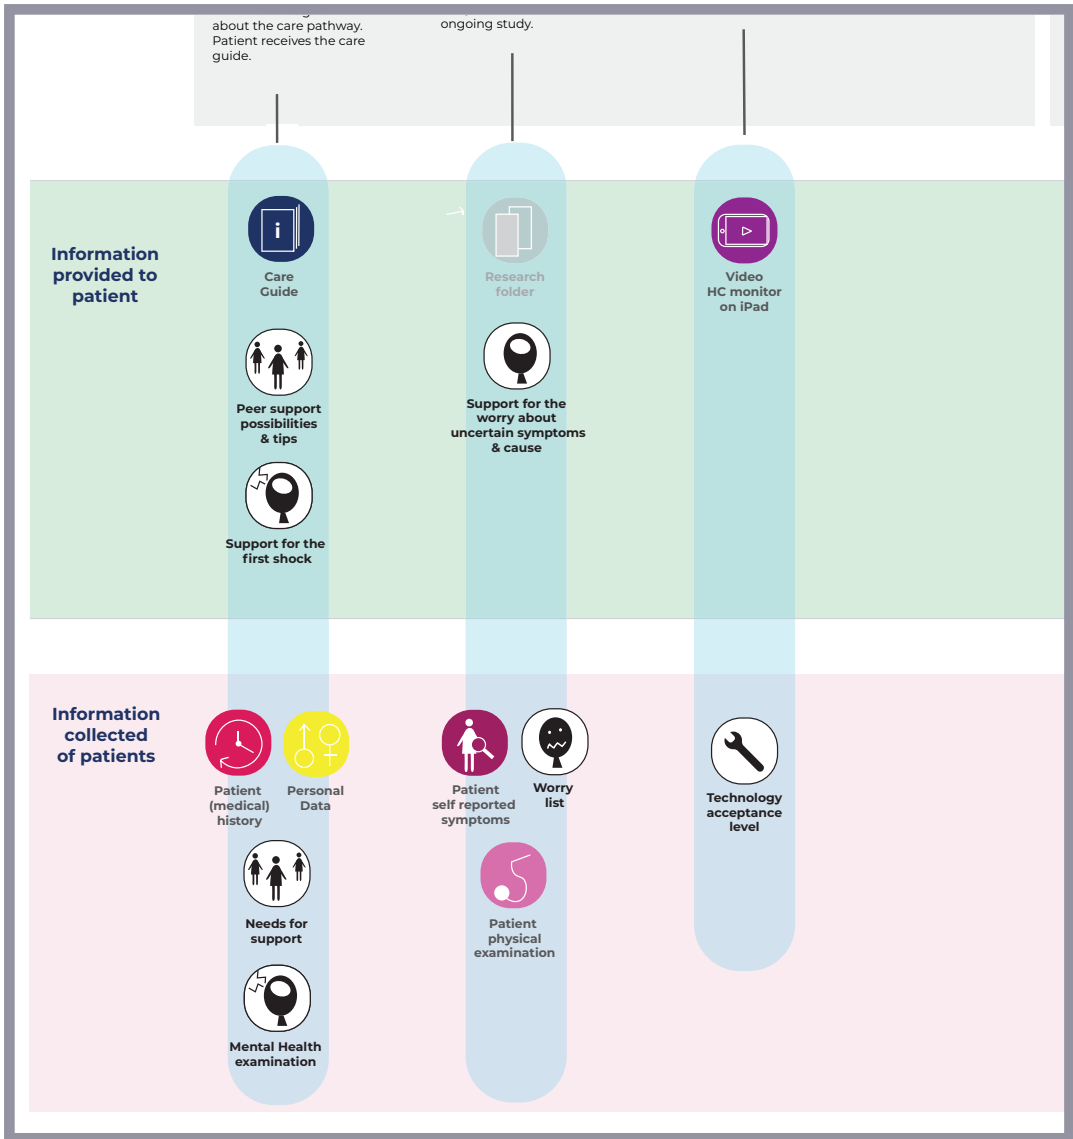 about the care pathway.
Patient receives the care
guide.
ongoing study.
Information
provided to
patient
i
Care
Guide
Research
folder
Video
HC monitor
on iPad
Peer support
possibilities
& tips
Support for the
worry about
uncertain symptoms
& cause
Support for the
first shock
Information
collected
of patients
Patient
(medical)
history
Personal
Data
Patient
self reported
symptoms
Worry
list
Technology
acceptance
level
Needs for
support
Patient
physical
examination
Mental Health
examination